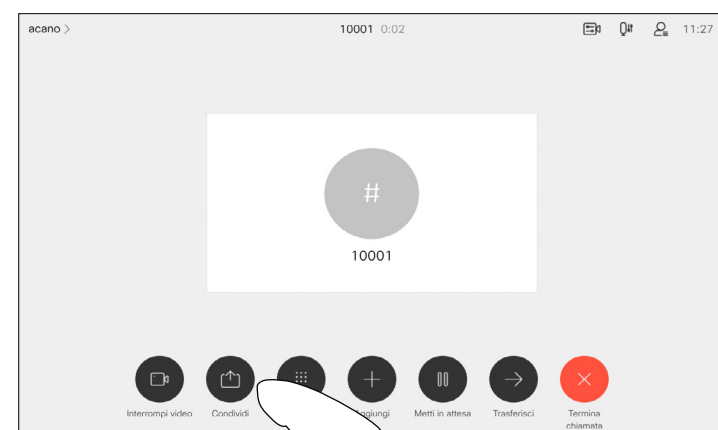 acano >
10001 0:02
11:27
#
10001
Interrompi video
Condividi
Metti in attesa
Trasferisci
Termina
chiamata